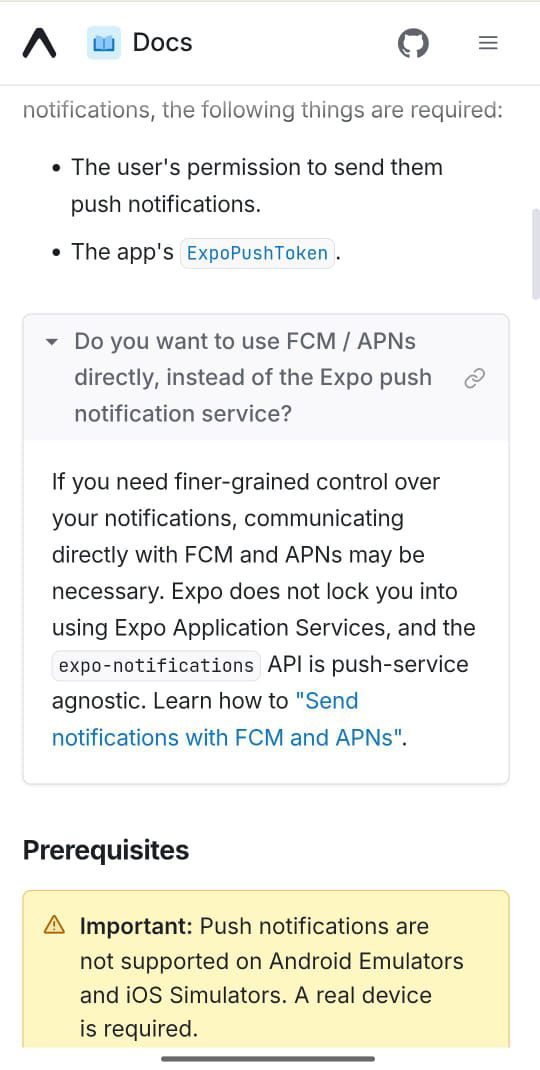 Docs
notifications, the following things are required:
• The user's permission to send them
push notifications.
• The app's ExpoPushToken.
Do you want to use FCM / APNs
directly, instead of the Expo push
notification service?
If you need finer-grained control over
your notifications, communicating
directly with FCM and APNs may be
necessary. Expo does not lock you into
using Expo Application Services, and the
expo-notifications API is push-service
agnostic. Learn how to "Send
notifications with FCM and APNs".
Prerequisites
Important: Push notifications are
not supported on Android Emulators
and iOS Simulators. A real device
is required.